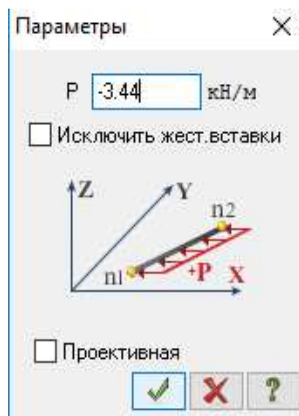 Параметры
P -3.44 кН/м
Исключить жест.вставки
Z
Y
n2
n1 +P X
Проективная
?